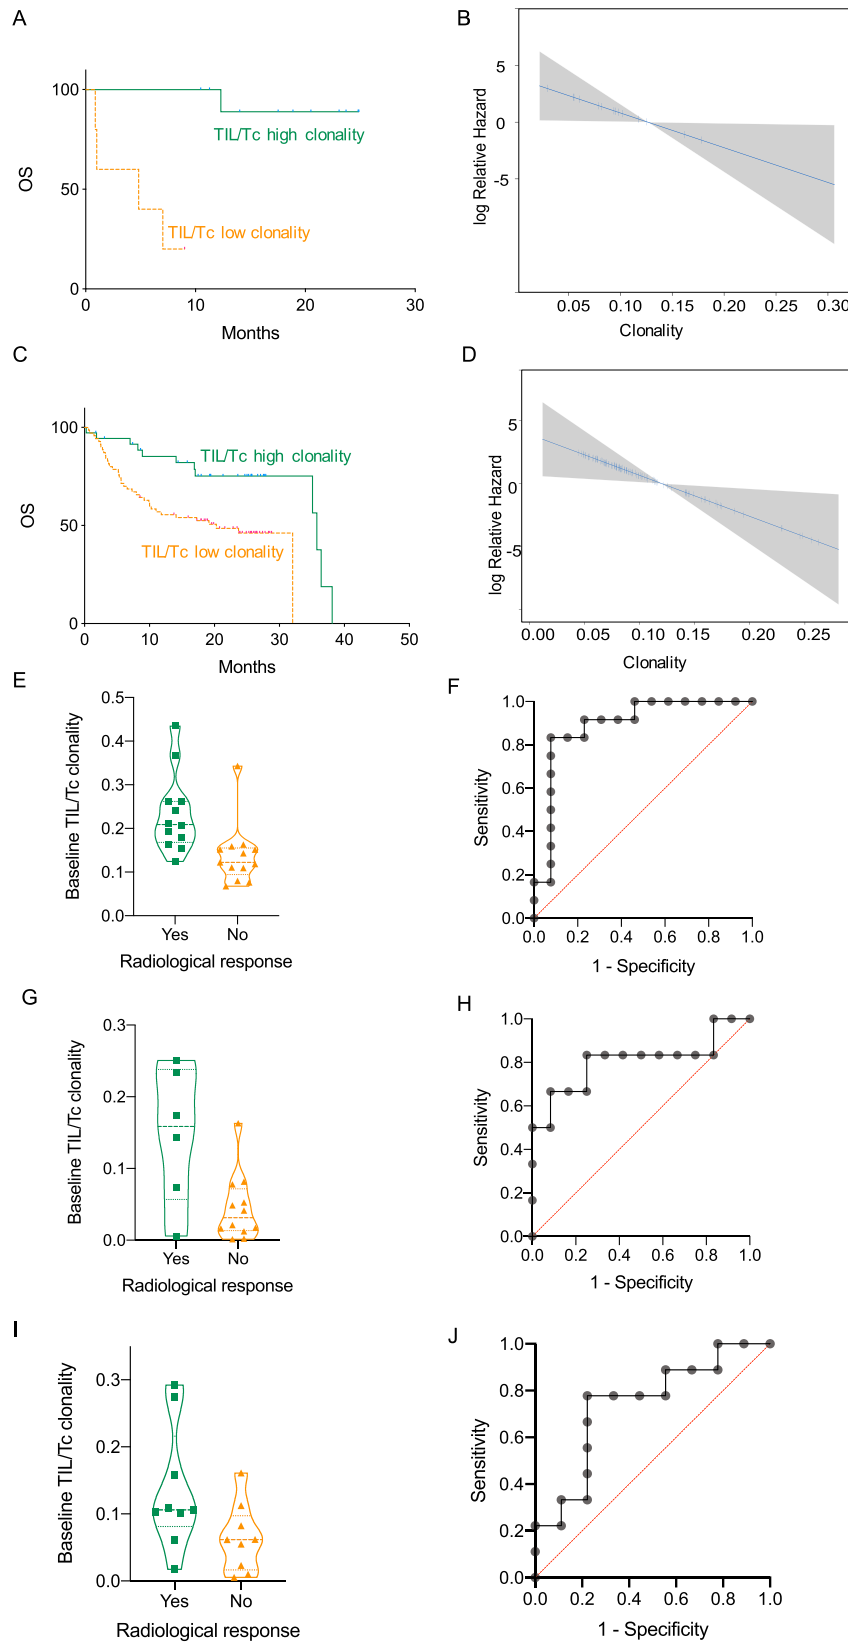 A
OS
100
50
0
TIL/Tc high clonality
TIL/Tc low clonality
0 10 20 30
Months
B
log Relative Hazard
5
0
-5
0.05 0.10 0.15 0.20 0.25 0.30
Clonality
C
OS
100
50
0
TIL/Tc high clonality
TIL/Tc low clonality
0 10 20 30 40 50
Months
D
log Relative Hazard
5
0
-5
0.00 0.05 0.10 0.15 0.20 0.25
Clonality
E
Baseline TIL/Tc clonality
0.5
0.4
0.3
0.2
0.1
0.0
Yes No
Radiological response
F
Sensitivity
1.0
0.8
0.6
0.4
0.2
0.0
0.0 0.2 0.4 0.6 0.8 1.0
1 - Specificity
G
Baseline TIL/Tc clonality
0.3
0.2
0.1
0.0
Yes No
Radiological response
H
Sensitivity
1.0
0.8
0.6
0.4
0.2
0.0
0.0 0.2 0.4 0.6 0.8 1.0
1 - Specificity
I
Baseline TIL/Tc clonality
0.3
0.2
0.1
0.0
Yes No
Radiological response
J
Sensitivity
1.0
0.8
0.6
0.4
0.2
0.0
0.0 0.2 0.4 0.6 0.8 1.0
1 - Specificity